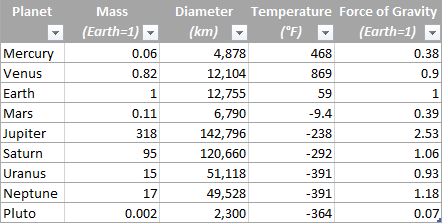 Planet Mass Diameter Temperature Force of Gravity
(Earth=1) (km) (°F) (Earth=1)
Mercury 0.06 4,878 468 0.38
Venus 0.82 12,104 869 0.9
Earth 1 12,755 59 1
Mars 0.11 6,790 -9.4 0.39
Jupiter 318 142,796 -238 2.53
Saturn 95 120,660 -292 1.06
Uranus 15 51,118 -391 0.93
Neptune 17 49,528 -391 1.18
Pluto 0.002 2,300 -364 0.07